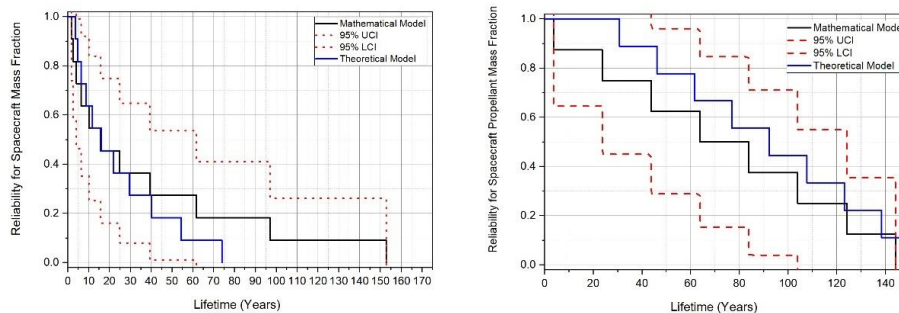 1.0
0.8
0.6
0.4
0.2
0.0
Reliability for Spacecraft Mass Fraction
Mathematical Model
95% UCI
95% LCI
Theoretical Model
0 10 20 30 40 50 60 70 80 90 100 110 120 130 140 150 160 170
Lifetime (Years)
1.0
0.8
0.6
0.4
0.2
0.0
Reliability for Spacecraft Propellant Mass Fraction
Mathematical Mode
95% UCI
95% LCI
Theoretical Model
0 20 40 60 80 100 120 140
Lifetime (Years)